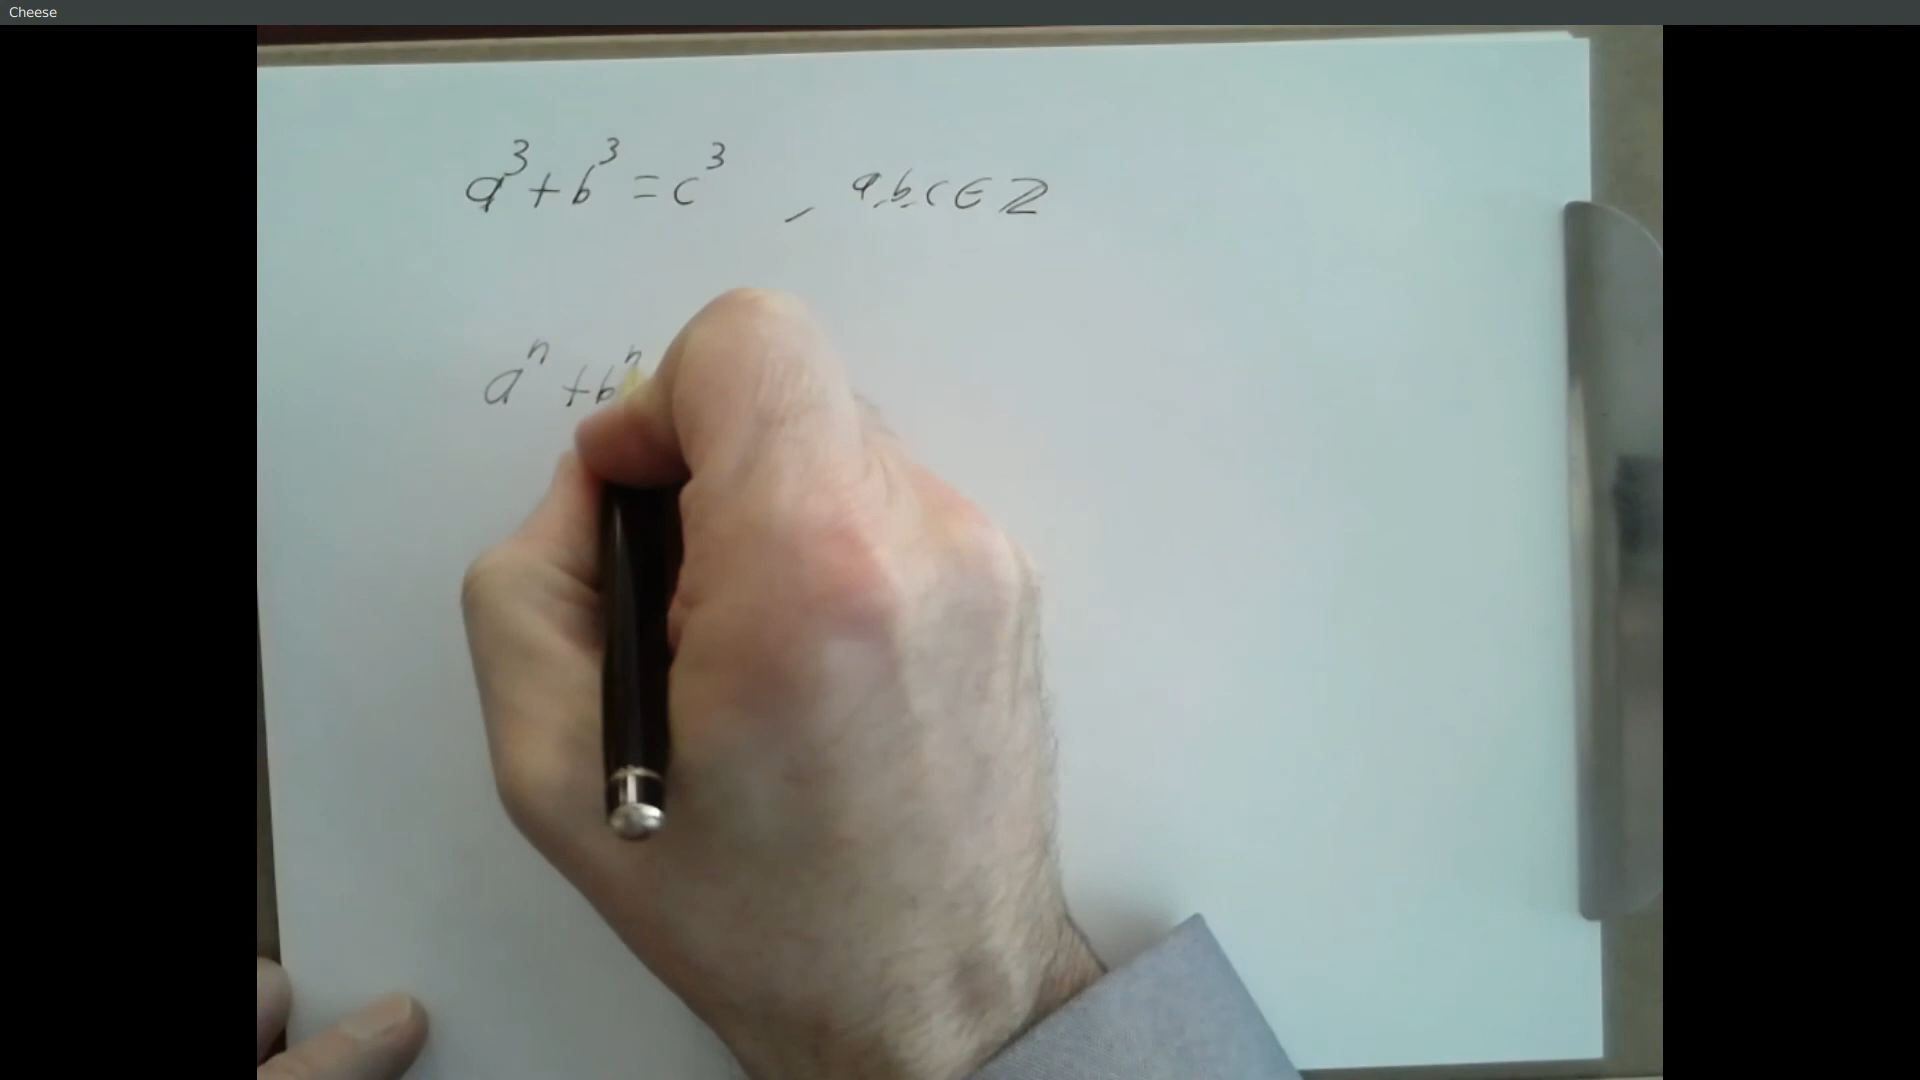 Cheese
a³+b³=c³ , a,b,c∈ℤ
aⁿ+bⁿ